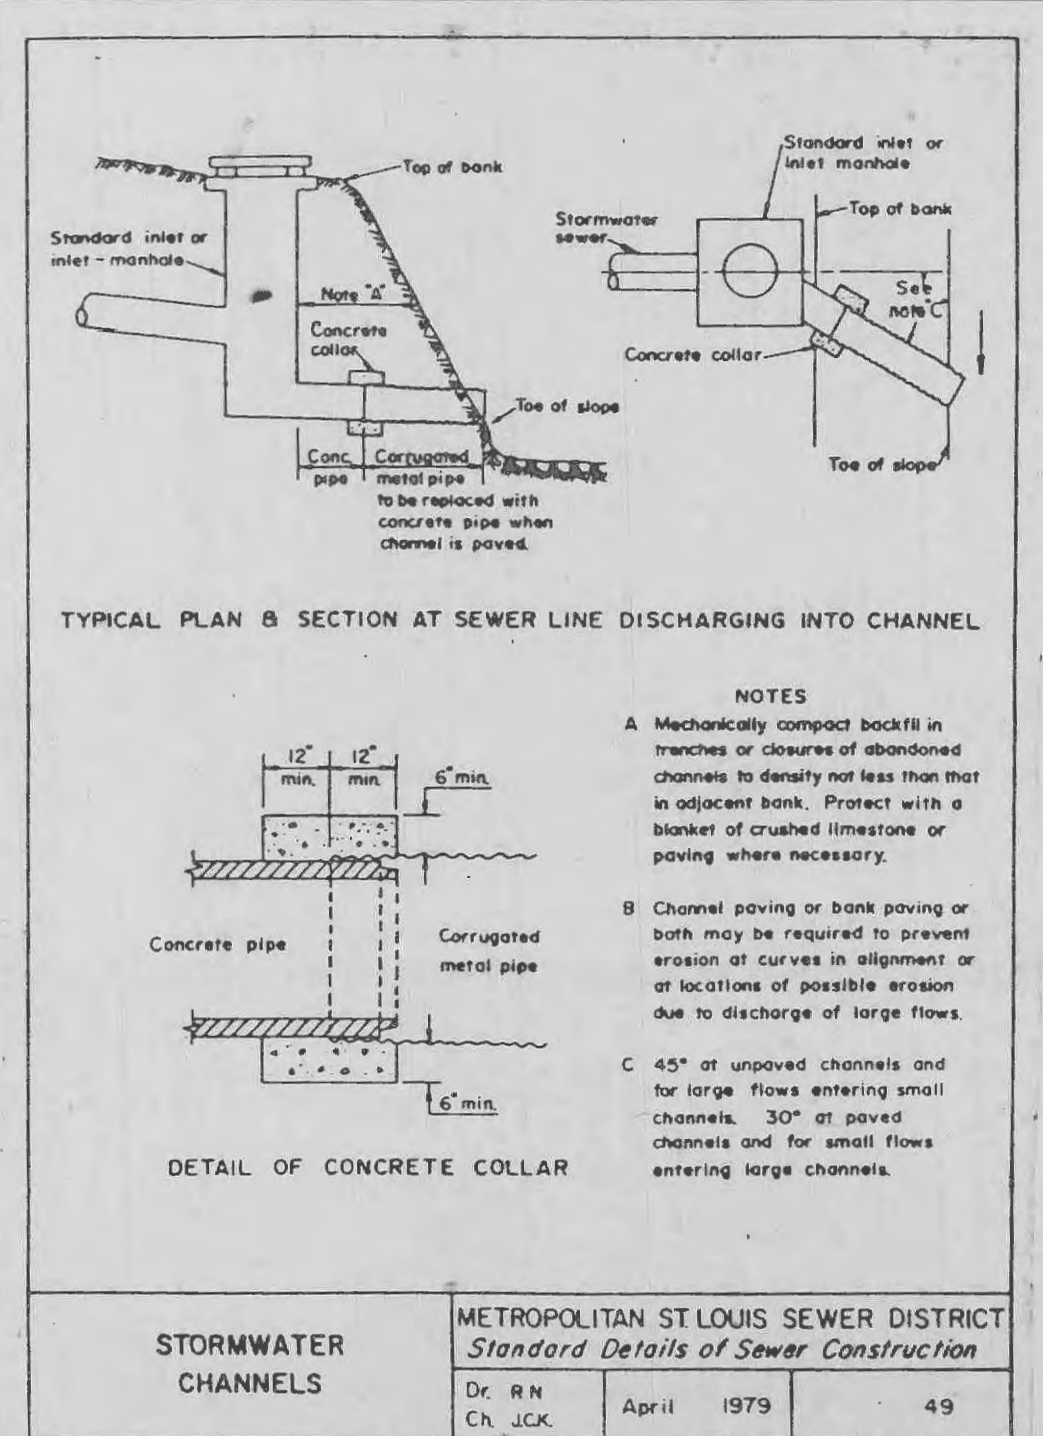 Top of bank
Standard inlet or
inlet - manhole
Note "A"
Concrete
collar
Toe of slope
Conc.
pipe
Corrugated
metal pipe
to be replaced with
concrete pipe when
channel is paved.
Standard inlet or
inlet manhole
Top of bank
Stormwater
sewer
See
note "C"
Concrete collar
Toe of slope
TYPICAL PLAN & SECTION AT SEWER LINE DISCHARGING INTO CHANNEL
12"
min.
12"
min.
6" min.
Concrete pipe
Corrugated
metal pipe
6" min.
DETAIL OF CONCRETE COLLAR
NOTES
A Mechanically compact backfill in
trenches or closures of abandoned
channels to density not less than that
in adjacent bank. Protect with a
blanket of crushed limestone or
paving where necessary.
B Channel paving or bank paving or
both may be required to prevent
erosion at curves in alignment or
at locations of possible erosion
due to discharge of large flows.
C 45° at unpaved channels and
for large flows entering small
channels. 30° at paved
channels and for small flows
entering large channels.
STORMWATER
CHANNELS
METROPOLITAN ST. LOUIS SEWER DISTRICT
Standard Details of Sewer Construction
Dr. RN
Ch. J.C.K.
April 1979
49